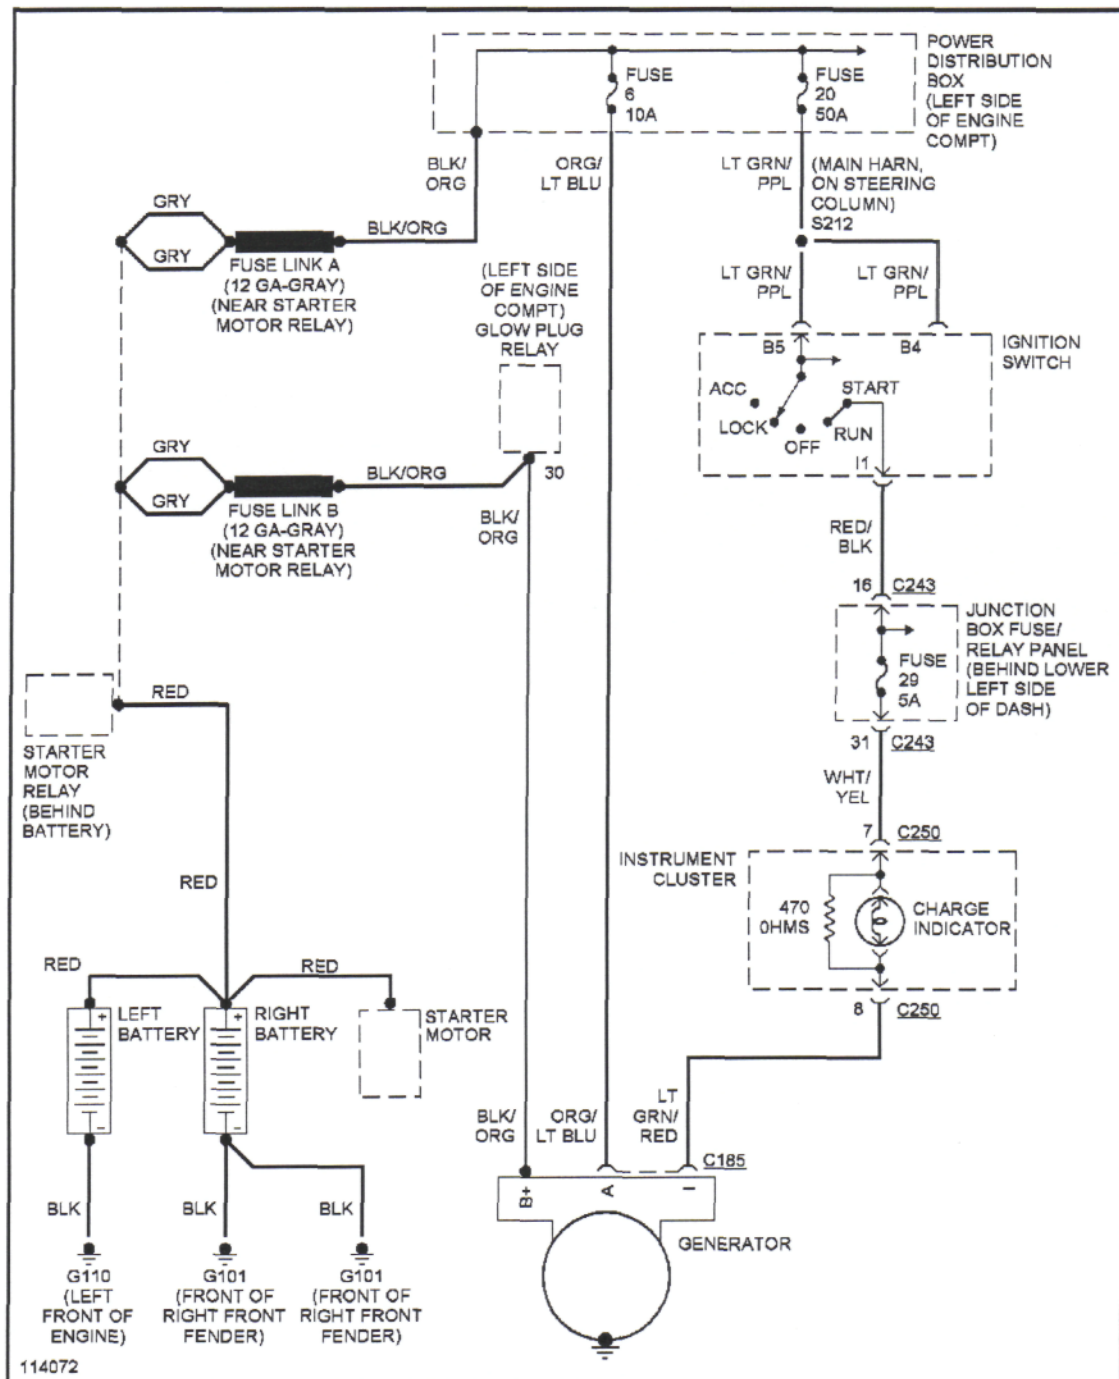 POWER
DISTRIBUTION
BOX
(LEFT SIDE
OF ENGINE
COMPT)
FUSE
6
10A
FUSE
20
50A
BLK/
ORG
ORG/
LT BLU
LT GRN/
PPL
(MAIN HARN,
ON STEERING
COLUMN)
S212
GRY
GRY
BLK/ORG
FUSE LINK A
(12 GA-GRAY)
(NEAR STARTER
MOTOR RELAY)
(LEFT SIDE
OF ENGINE
COMPT)
GLOW PLUG
RELAY
LT GRN/
PPL
LT GRN/
PPL
B5
B4
IGNITION
SWITCH
ACC
LOCK
OFF
RUN
START
I1
GRY
GRY
BLK/ORG
30
FUSE LINK B
(12 GA-GRAY)
(NEAR STARTER
MOTOR RELAY)
BLK/
ORG
RED/
BLK
16 C243
JUNCTION
BOX FUSE/
RELAY PANEL
(BEHIND LOWER
LEFT SIDE
OF DASH)
FUSE
29
5A
31 C243
RED
STARTER
MOTOR
RELAY
(BEHIND
BATTERY)
WHT/
YEL
7 C250
INSTRUMENT
CLUSTER
470
0HMS
CHARGE
INDICATOR
8 C250
RED
RED
RED
+
LEFT
BATTERY
-
+
RIGHT
BATTERY
-
STARTER
MOTOR
BLK/
ORG
ORG/
LT BLU
LT
GRN/
RED
C185
B+
A
I
GENERATOR
BLK
BLK
BLK
G110
(LEFT
FRONT OF
ENGINE)
G101
(FRONT OF
RIGHT FRONT
FENDER)
G101
(FRONT OF
RIGHT FRONT
FENDER)
114072